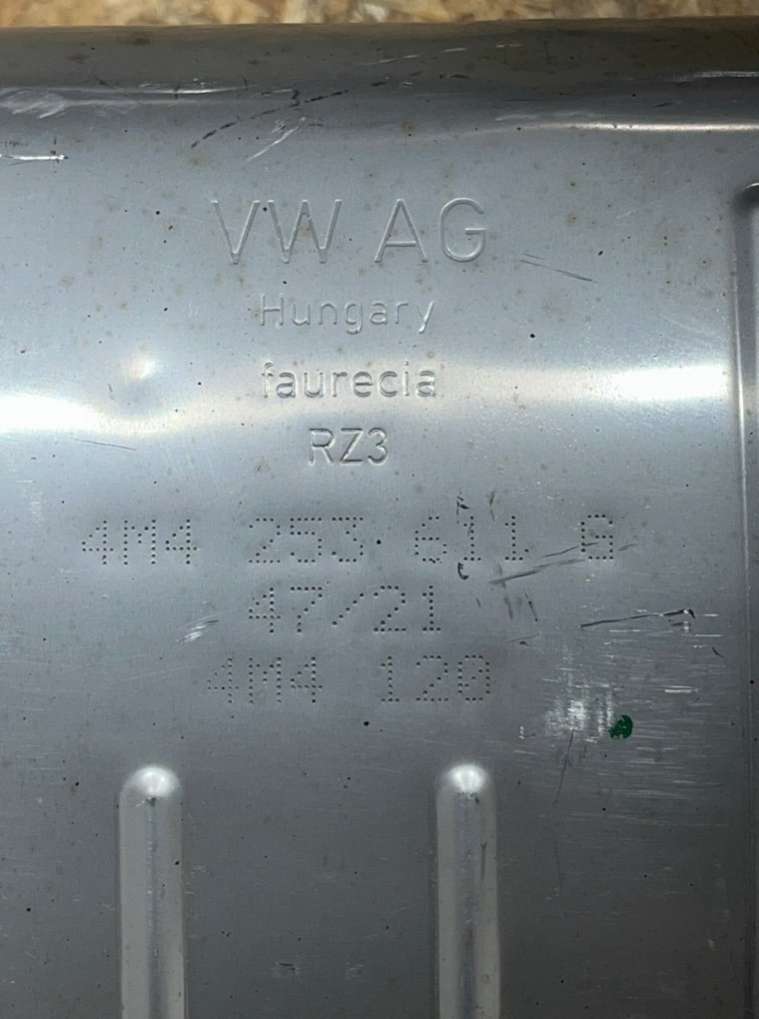 VW AG
Hungary
faurecia
RZ3
4M4 253 611 G
47/21
4M4 120